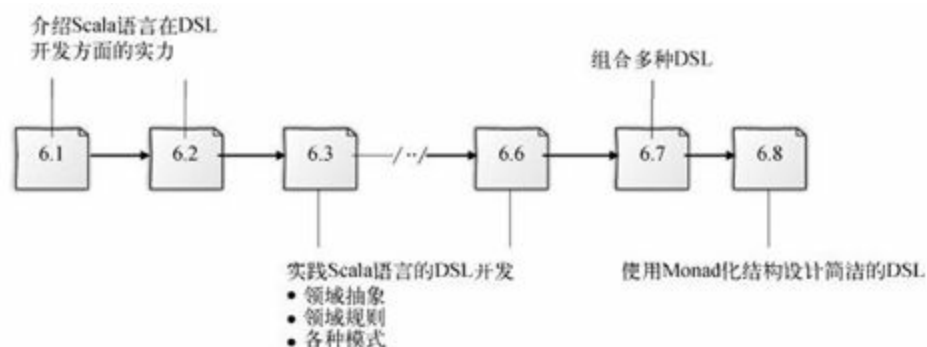 介绍Scala语言在DSL
开发方面的实力
组合多种DSL
6.1
6.2
6.3
6.6
6.7
6.8
实践Scala语言的DSL开发
• 领域抽象
• 领域规则
• 各种模式
使用Monad化结构设计简洁的DSL